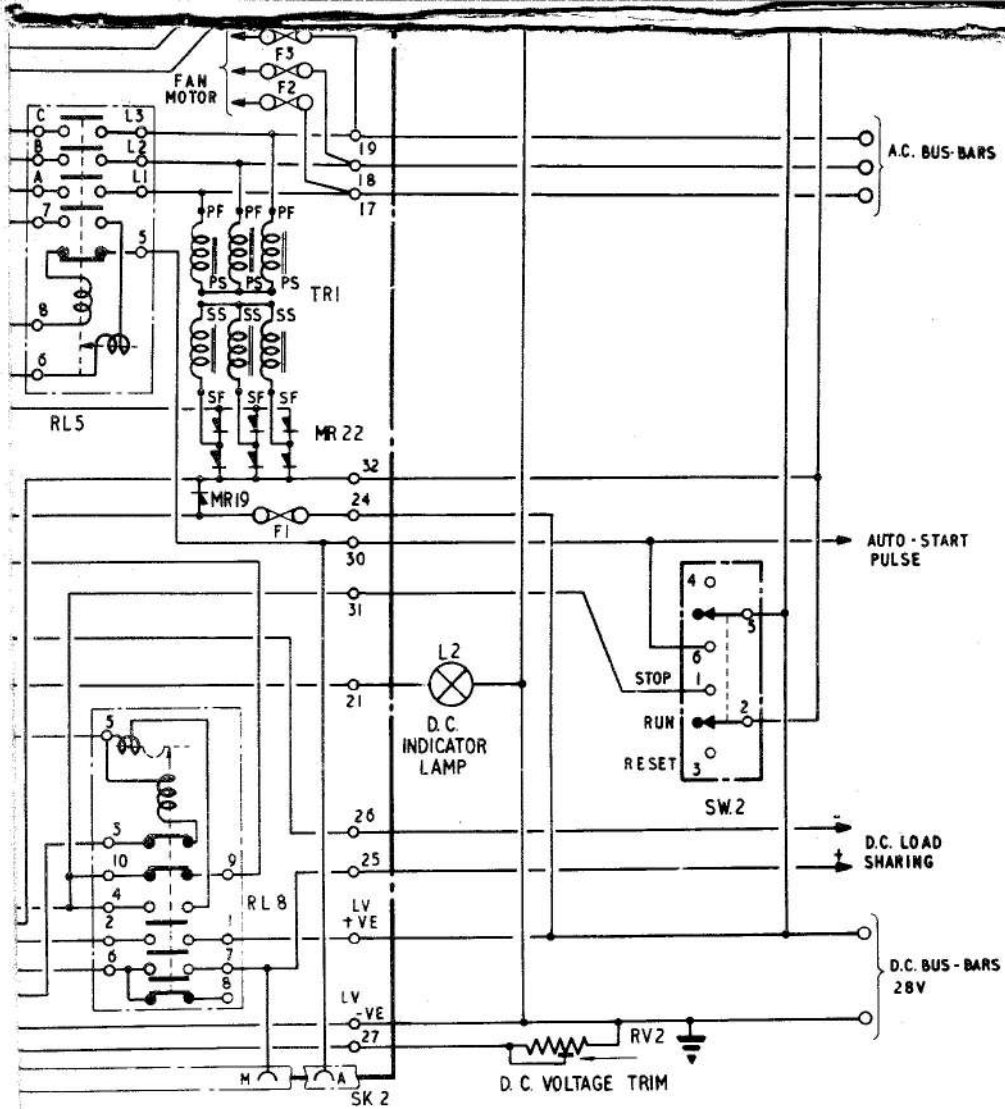 F3
FAN
MOTOR
F2
C L3
19
B L2
A.C. BUS-BARS
A L1
18
7
17
PF PF PF
5
PS PS PS
TR1
8
SS SS SS
6
SF SF SF
RL5
MR 22
32
MR19
24
F1
AUTO - START
PULSE
30
4
31
5
6
L2
STOP
1
21
5
2
RUN
D.C.
INDICATOR
LAMP
RESET
3
SW.2
26
-
3
D.C. LOAD
SHARING
+
10 9
25
RL8
4
LV
+VE
2 1
6 7
D.C. BUS-BARS
28V
8
LV
-VE
27
RV2
M A
D.C. VOLTAGE TRIM
SK 2